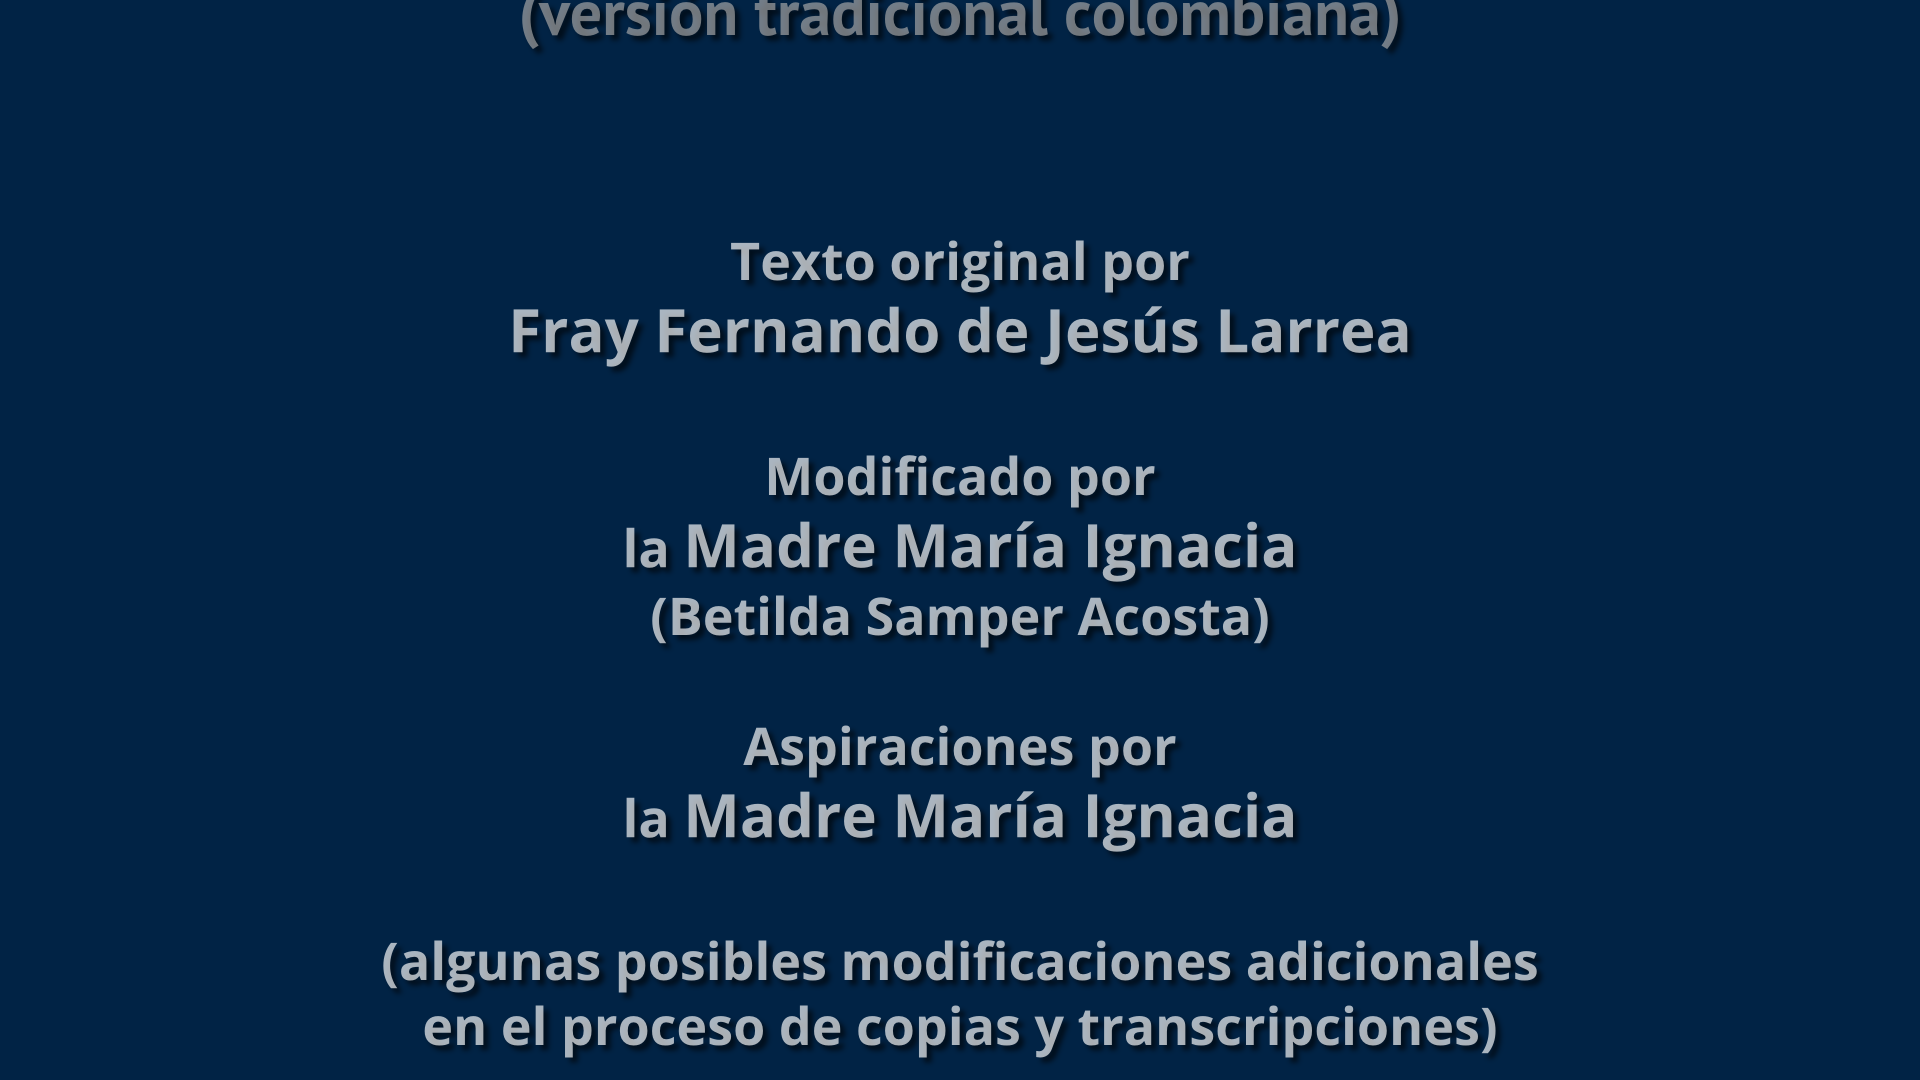 (versión tradicional colombiana)
Texto original por
Fray Fernando de Jesús Larrea
Modificado por
la Madre María Ignacia
(Betilda Samper Acosta)
Aspiraciones por
la Madre María Ignacia
(algunas posibles modificaciones adicionales
en el proceso de copias y transcripciones)